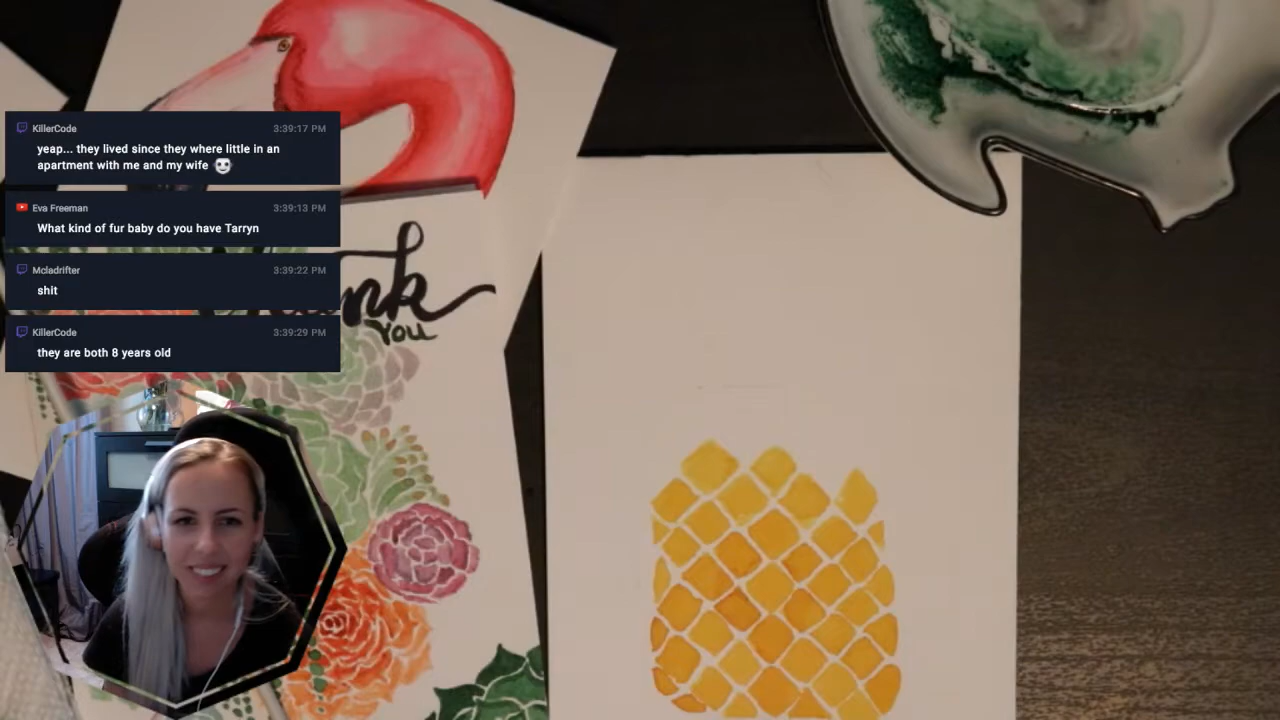 KillerCode 3:39:17 PM
yeap... they lived since they where little in an
apartment with me and my wife
Eva Freeman 3:39:13 PM
What kind of fur baby do you have Tarryn
Mcladrifter 3:39:22 PM
shit
KillerCode 3:39:29 PM
they are both 8 years old
You